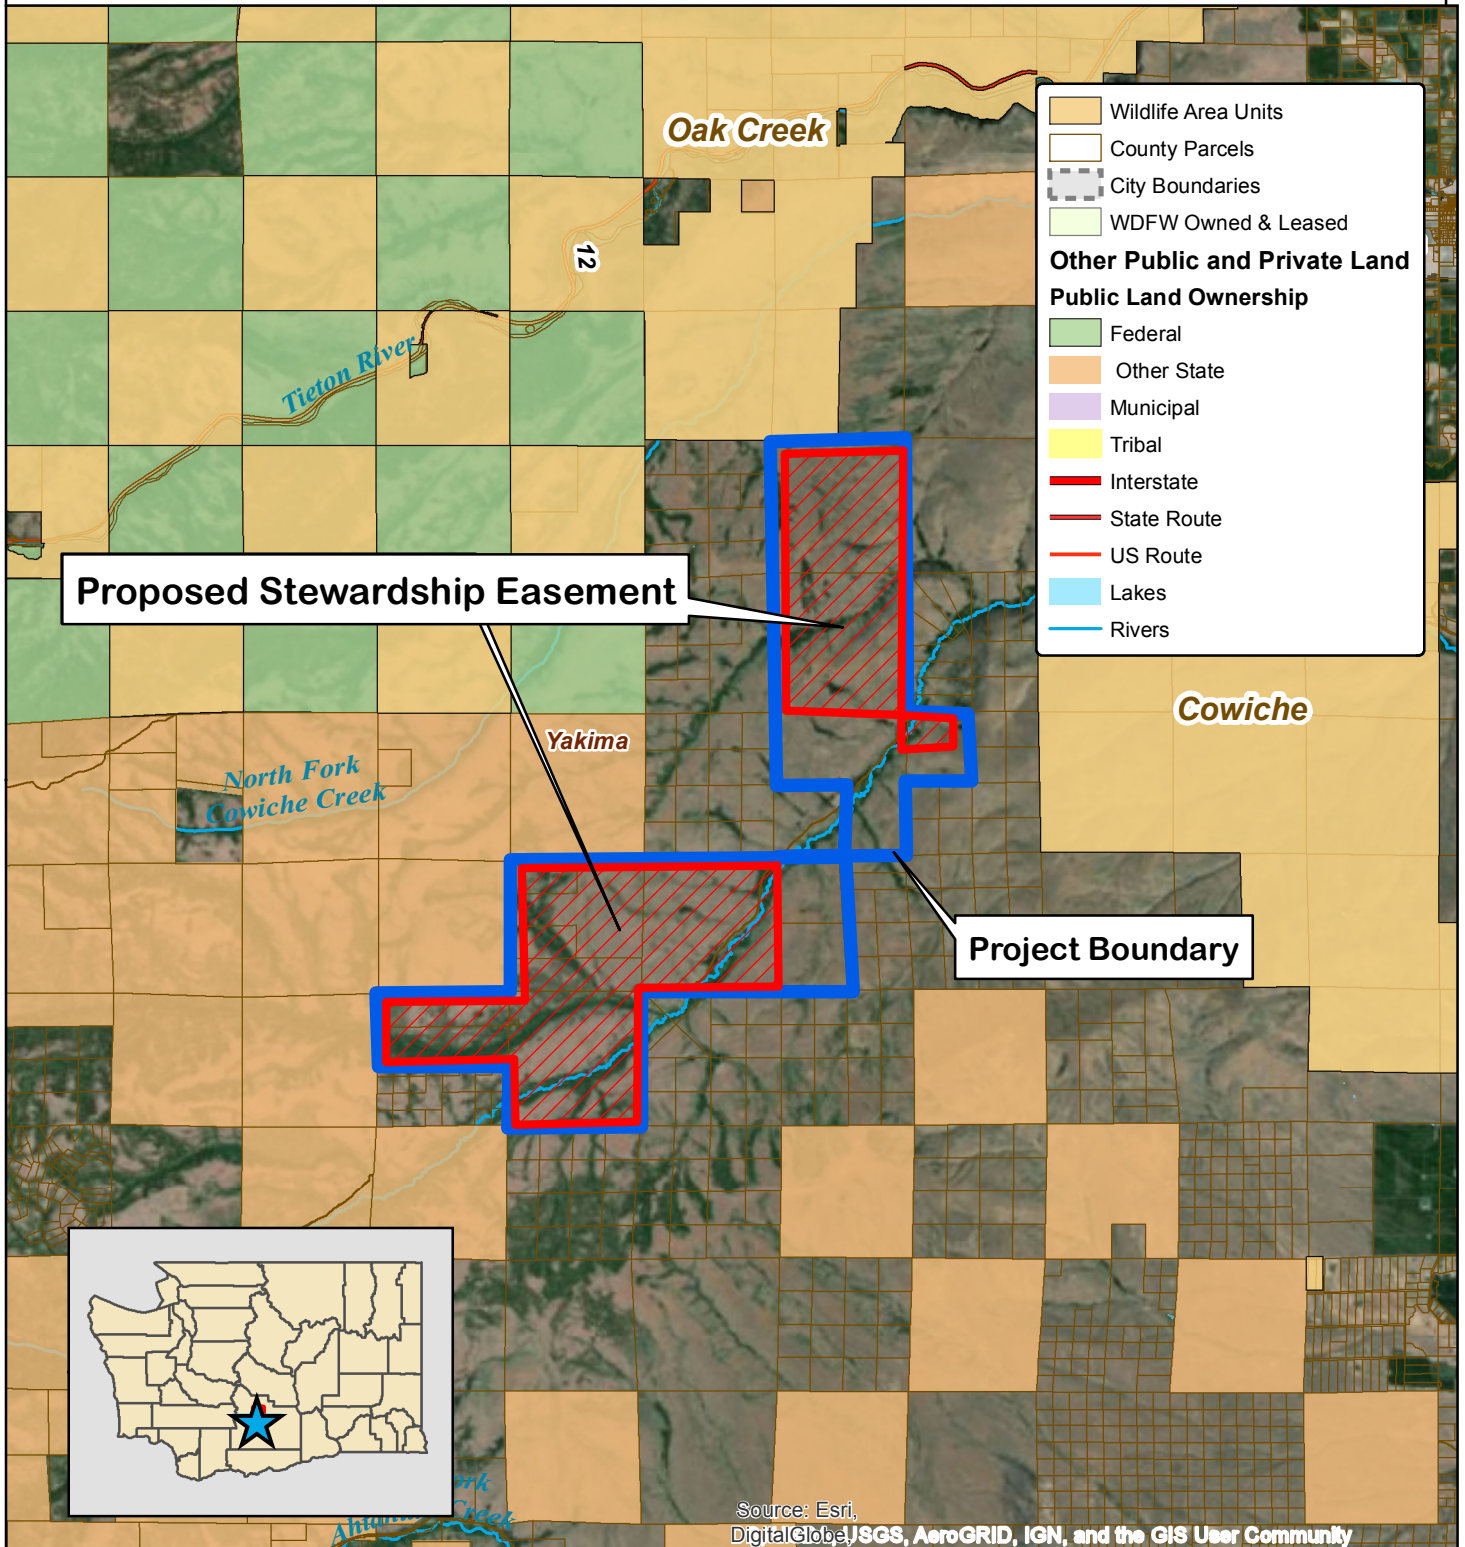 Oak Creek
12
Tieton River
Wildlife Area Units
County Parcels
City Boundaries
WDFW Owned & Leased
Other Public and Private Land
Public Land Ownership
Federal
Other State
Municipal
Tribal
Interstate
State Route
US Route
Lakes
Rivers
Proposed Stewardship Easement
Cowiche
Yakima
North Fork
Cowiche Creek
Project Boundary
Creek
Source: Esri,
DigitalGlobe, USGS, AeroGRID, IGN, and the GIS User Community